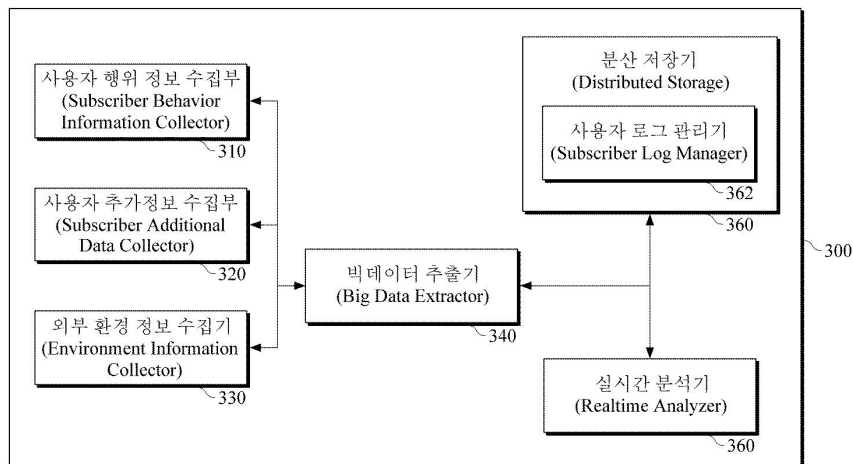 사용자 행위 정보 수집부
(Subscriber Behavior
Information Collector)
310
사용자 추가정보 수집부
(Subscriber Additional
Data Collector)
320
외부 환경 정보 수집기
(Environment Information
Collector)
330
빅데이터 추출기
(Big Data Extractor)
340
분산 저장기
(Distributed Storage)
사용자 로그 관리기
(Subscriber Log Manager)
362
360
실시간 분석기
(Realtime Analyzer)
360
300